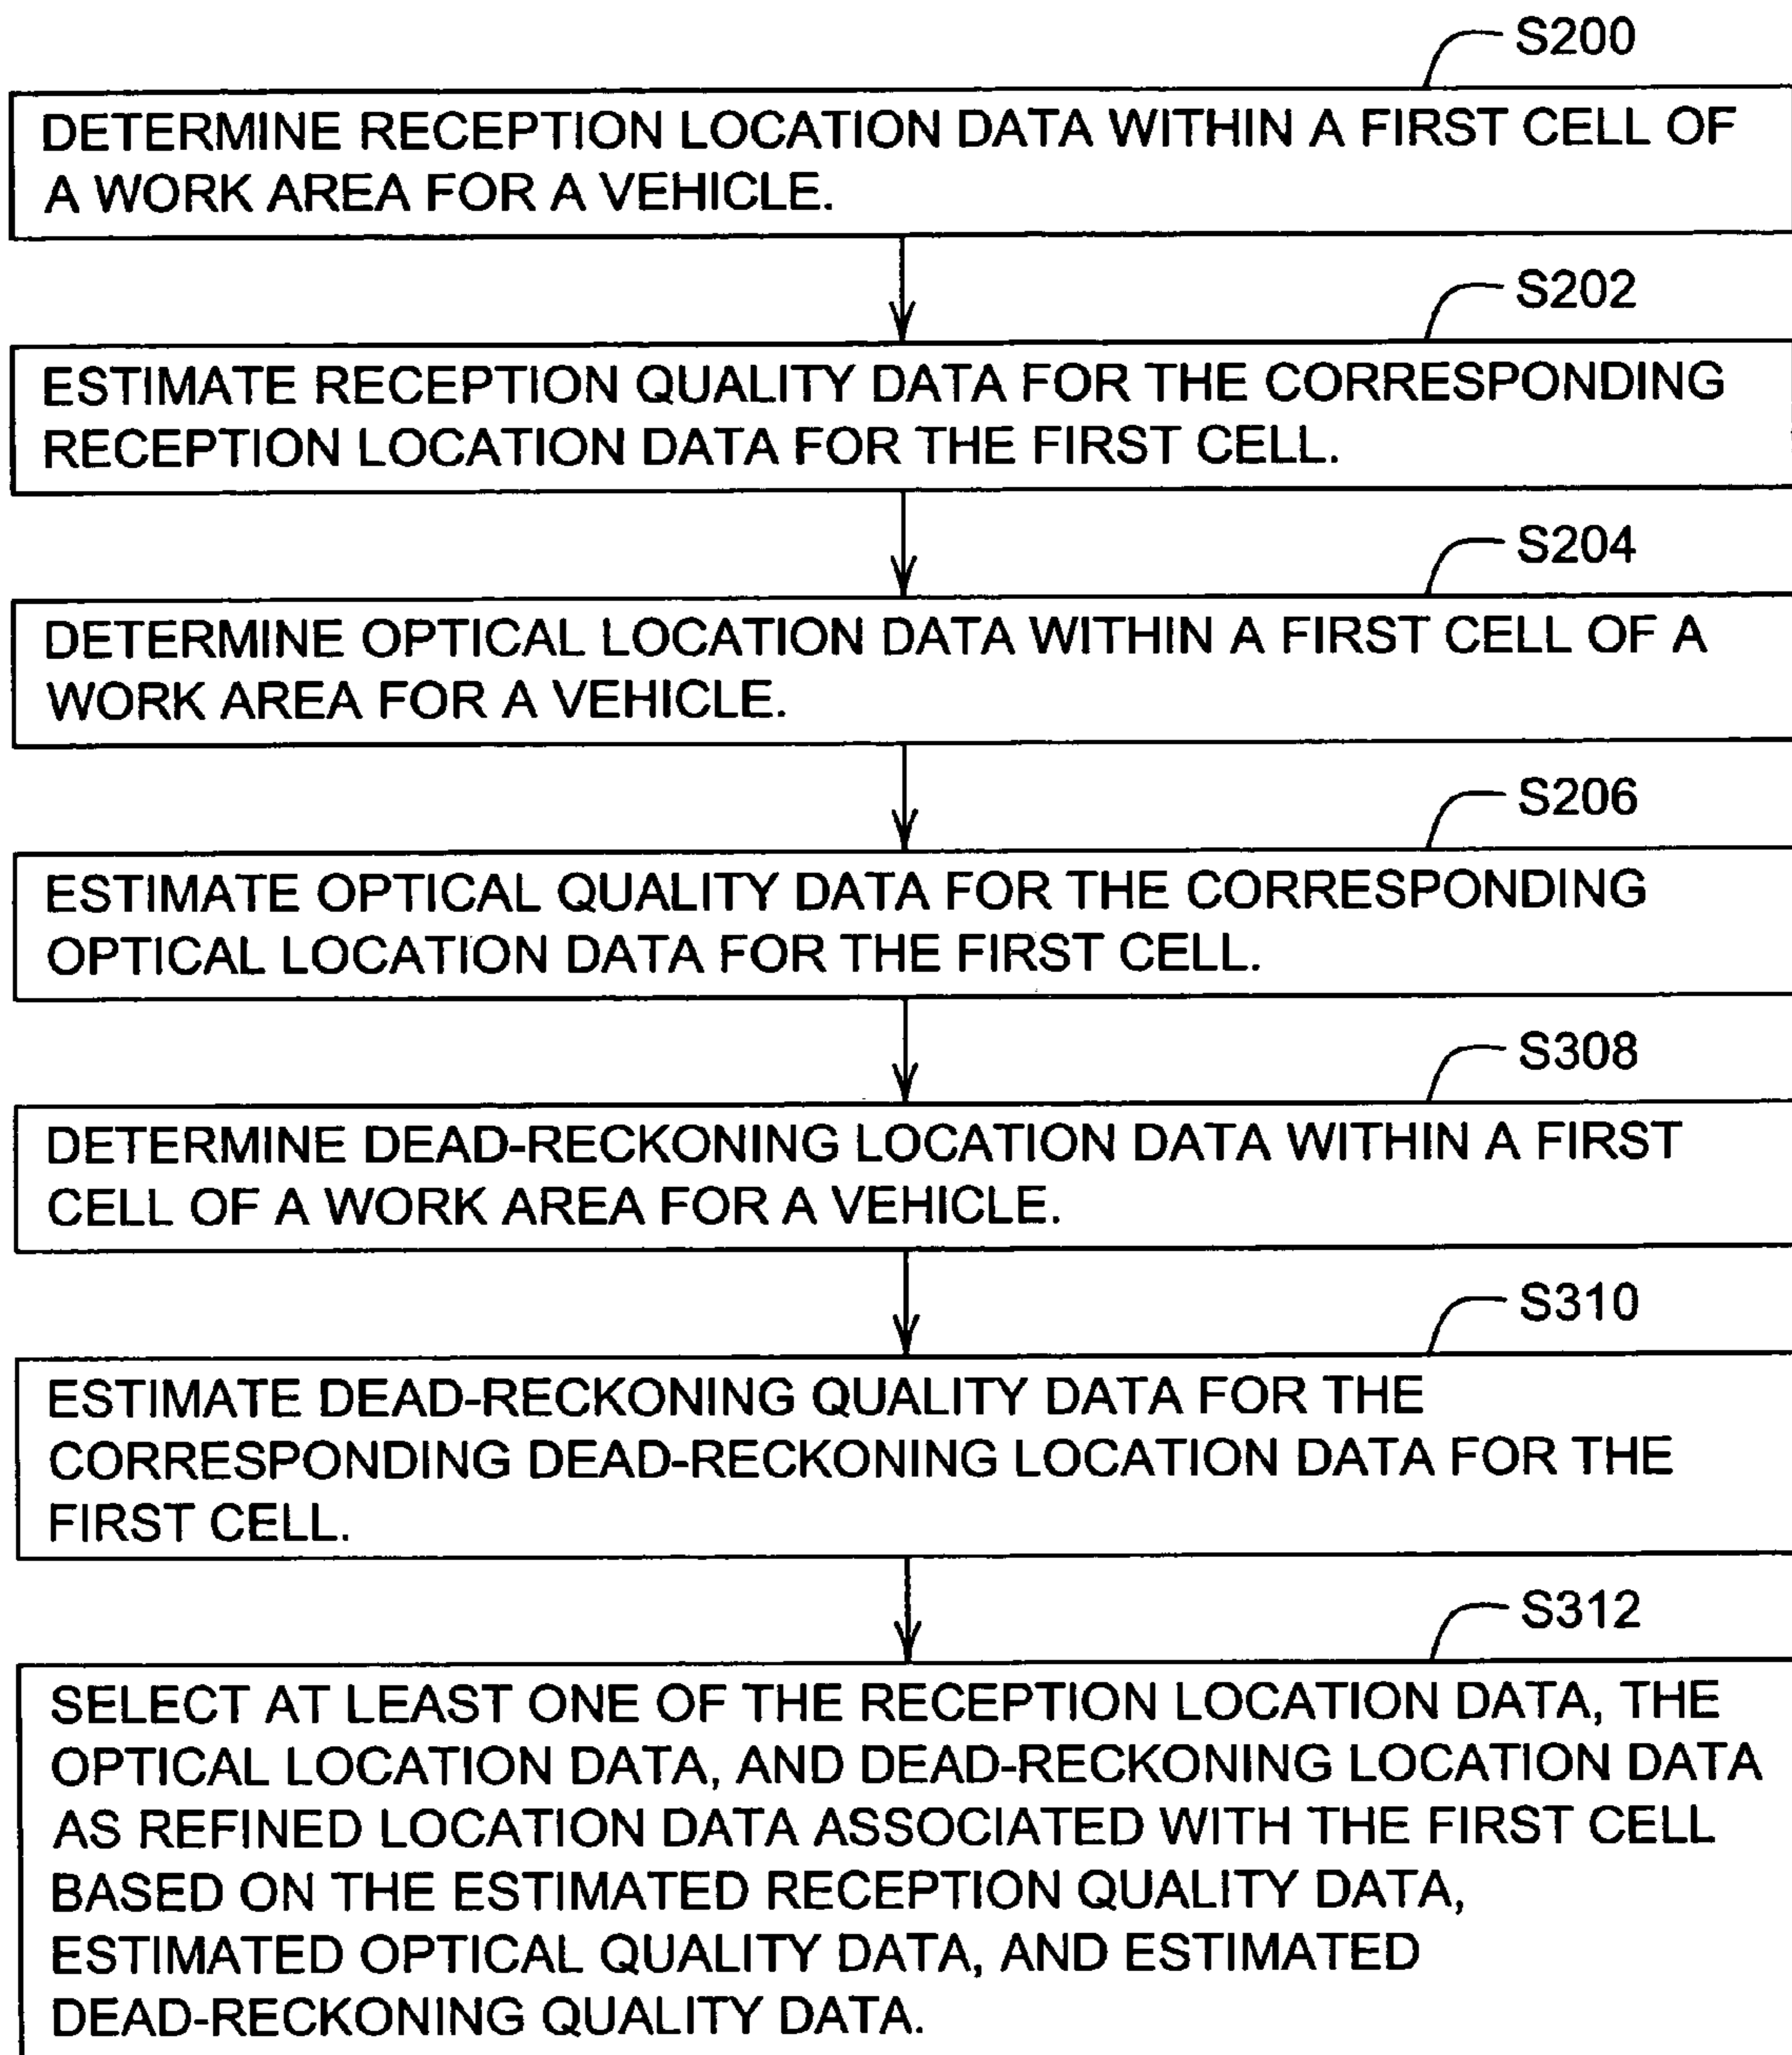 S200
DETERMINE RECEPTION LOCATION DATA WITHIN A FIRST CELL OF
A WORK AREA FOR A VEHICLE.
S202
ESTIMATE RECEPTION QUALITY DATA FOR THE CORRESPONDING
RECEPTION LOCATION DATA FOR THE FIRST CELL.
S204
DETERMINE OPTICAL LOCATION DATA WITHIN A FIRST CELL OF A
WORK AREA FOR A VEHICLE.
S206
ESTIMATE OPTICAL QUALITY DATA FOR THE CORRESPONDING
OPTICAL LOCATION DATA FOR THE FIRST CELL.
S308
DETERMINE DEAD-RECKONING LOCATION DATA WITHIN A FIRST
CELL OF A WORK AREA FOR A VEHICLE.
S310
ESTIMATE DEAD-RECKONING QUALITY DATA FOR THE
CORRESPONDING DEAD-RECKONING LOCATION DATA FOR THE
FIRST CELL.
S312
SELECT AT LEAST ONE OF THE RECEPTION LOCATION DATA, THE
OPTICAL LOCATION DATA, AND DEAD-RECKONING LOCATION DATA
AS REFINED LOCATION DATA ASSOCIATED WITH THE FIRST CELL
BASED ON THE ESTIMATED RECEPTION QUALITY DATA,
ESTIMATED OPTICAL QUALITY DATA, AND ESTIMATED
DEAD-RECKONING QUALITY DATA.